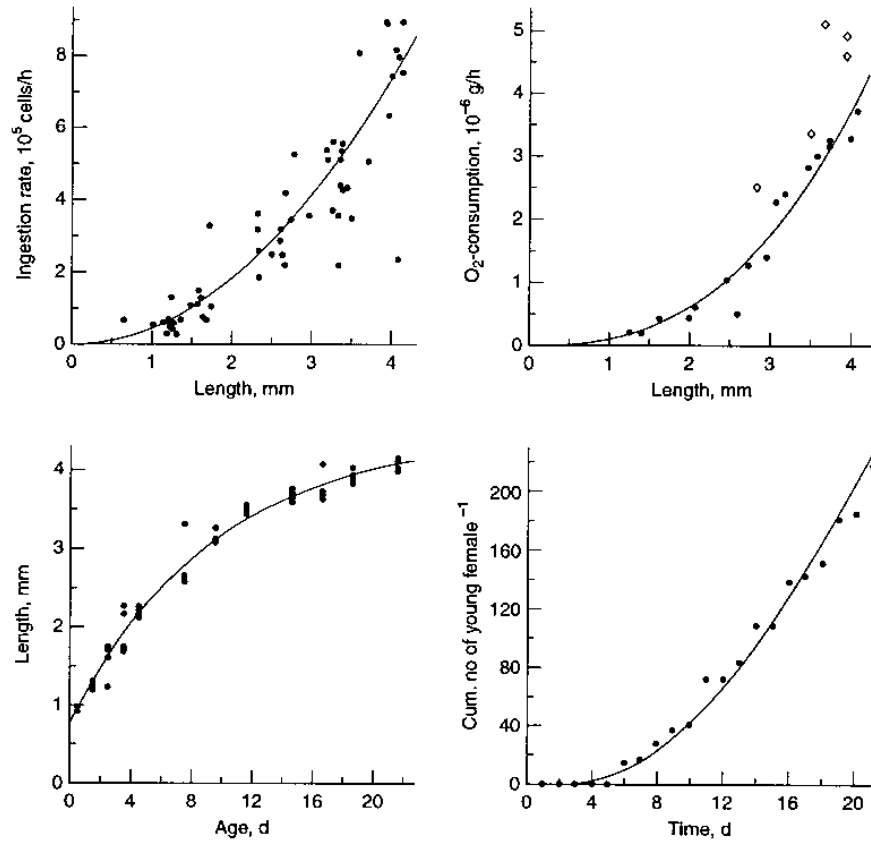 Ingestion rate, 10⁵ cells/h
8
6
4
2
0
0 1 2 3 4
Length, mm
O₂-consumption, 10⁻⁶ g/h
5
4
3
2
1
0
0 1 2 3 4
Length, mm
Length, mm
4
3
2
1
0
0 4 8 12 16 20
Age, d
Cum. no of young female ⁻¹
200
160
120
80
40
0
0 4 8 12 16 20
Time, d